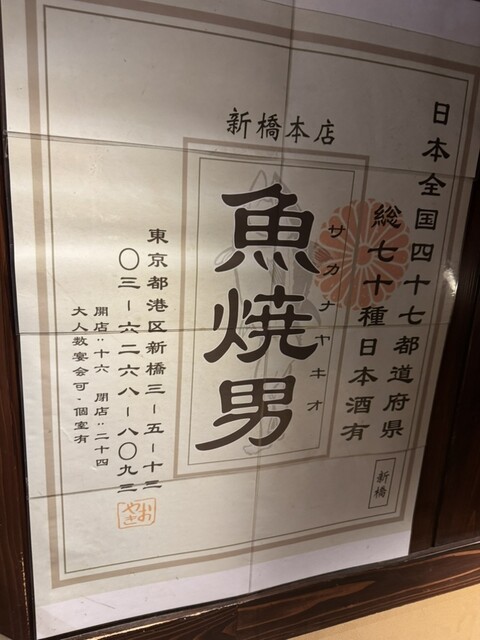 新橋本店
日本全国四十七都道府県
総七十種日本酒有
新橋
魚焼男
サカナヤキオ
東京都港区新橋三-五-十二
〇三-六二六八-八〇九三
開店:十六 閉店:二十四
大人数宴会可・個室有